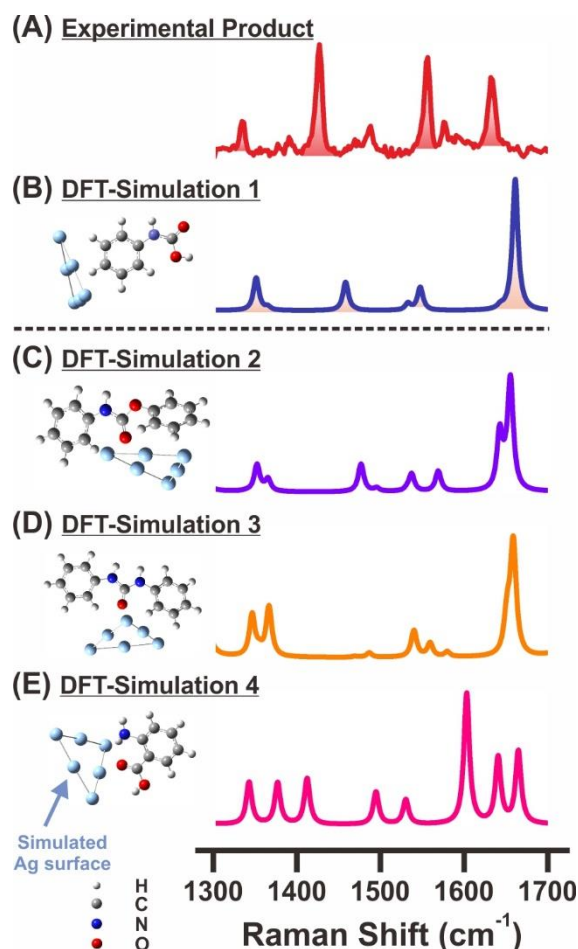 (A) Experimental Product
(B) DFT-Simulation 1
(C) DFT-Simulation 2
(D) DFT-Simulation 3
(E) DFT-Simulation 4
Simulated
Ag surface
H
C
N
O
1300 1400 1500 1600 1700
Raman Shift (cm⁻¹)